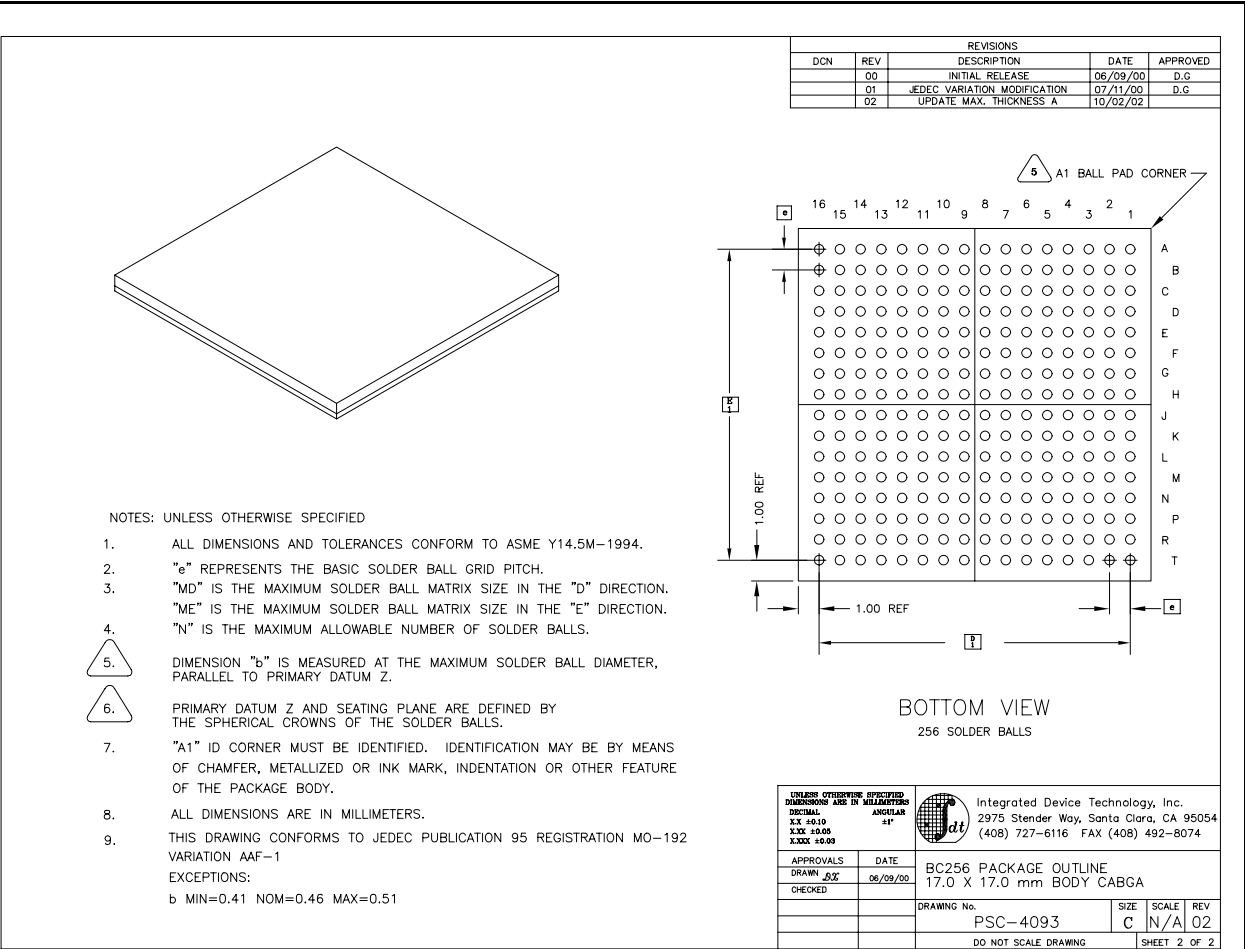 REVISIONS
DCN REV DESCRIPTION DATE APPROVED
00 INITIAL RELEASE 06/09/00 D.G
01 JEDEC VARIATION MODIFICATION 07/11/00 D.G
02 UPDATE MAX. THICKNESS A 10/02/02
5 A1 BALL PAD CORNER
16 15 14 13 12 11 10 9 8 7 6 5 4 3 2 1
e
A
B
C
D
E
F
G
H
J
K
L
M
N
P
R
T
E1
1.00 REF
1.00 REF
e
D1
BOTTOM VIEW
256 SOLDER BALLS
NOTES: UNLESS OTHERWISE SPECIFIED
1. ALL DIMENSIONS AND TOLERANCES CONFORM TO ASME Y14.5M-1994.
2. "e" REPRESENTS THE BASIC SOLDER BALL GRID PITCH.
3. "MD" IS THE MAXIMUM SOLDER BALL MATRIX SIZE IN THE "D" DIRECTION.
"ME" IS THE MAXIMUM SOLDER BALL MATRIX SIZE IN THE "E" DIRECTION.
4. "N" IS THE MAXIMUM ALLOWABLE NUMBER OF SOLDER BALLS.
5. DIMENSION "b" IS MEASURED AT THE MAXIMUM SOLDER BALL DIAMETER,
PARALLEL TO PRIMARY DATUM Z.
6. PRIMARY DATUM Z AND SEATING PLANE ARE DEFINED BY
THE SPHERICAL CROWNS OF THE SOLDER BALLS.
7. "A1" ID CORNER MUST BE IDENTIFIED. IDENTIFICATION MAY BE BY MEANS
OF CHAMFER, METALLIZED OR INK MARK, INDENTATION OR OTHER FEATURE
OF THE PACKAGE BODY.
8. ALL DIMENSIONS ARE IN MILLIMETERS.
9. THIS DRAWING CONFORMS TO JEDEC PUBLICATION 95 REGISTRATION MO-192
VARIATION AAF-1
EXCEPTIONS:
b MIN=0.41 NOM=0.46 MAX=0.51
UNLESS OTHERWISE SPECIFIED
DIMENSIONS ARE IN MILLIMETERS
DECIMAL ANGULAR
X.X ±0.10 ±1°
X.XX ±0.05
X.XXX ±0.03
idt
Integrated Device Technology, Inc.
2975 Stender Way, Santa Clara, CA 95054
(408) 727-6116 FAX (408) 492-8074
APPROVALS DATE
DRAWN BX 06/09/00
CHECKED
BC256 PACKAGE OUTLINE
17.0 X 17.0 mm BODY CABGA
DRAWING No. SIZE SCALE REV
PSC-4093 C N/A 02
DO NOT SCALE DRAWING SHEET 2 OF 2